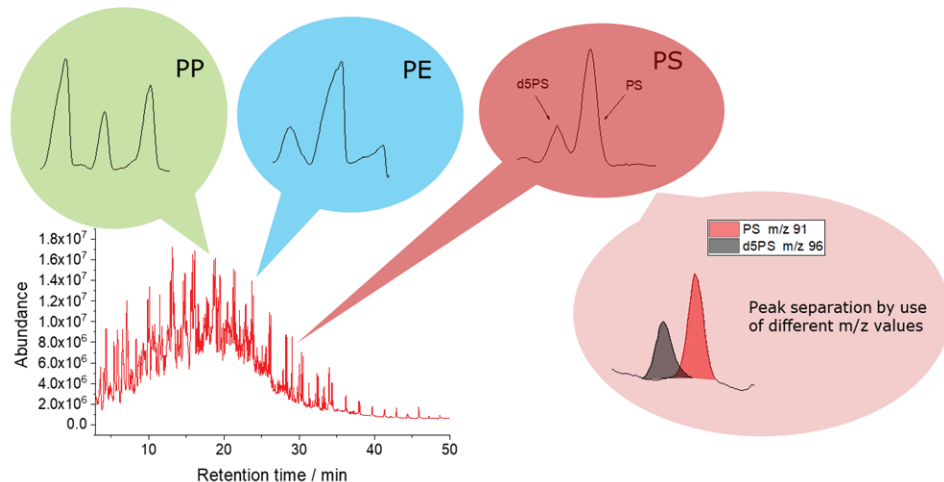 PP
PE
PS
d5PS
PS
PS m/z 91
d5PS m/z 96
Peak separation by use
of different m/z values
1.8x10⁷
1.6x10⁷
1.4x10⁷
1.2x10⁷
1.0x10⁷
8.0x10⁶
6.0x10⁶
4.0x10⁶
2.0x10⁶
0.0
Abundance
10 20 30 40 50
Retention time / min